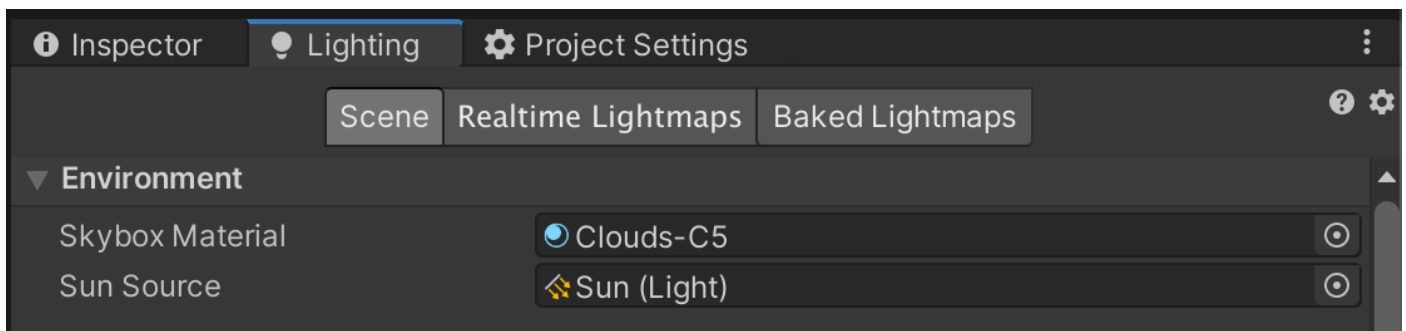 Inspector Lighting Project Settings
Scene Realtime Lightmaps Baked Lightmaps
Environment
Skybox Material Clouds-C5
Sun Source Sun (Light)